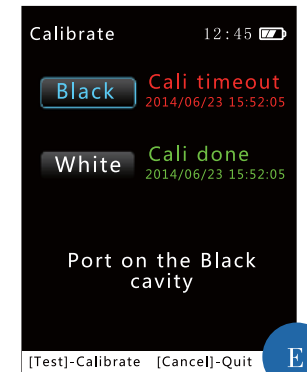 Calibrate 12:45
Black Cali timeout
2014/06/23 15:52:05
White Cali done
2014/06/23 15:52:05
Port on the Black
cavity
[Test]-Calibrate [Cancel]-Quit
E